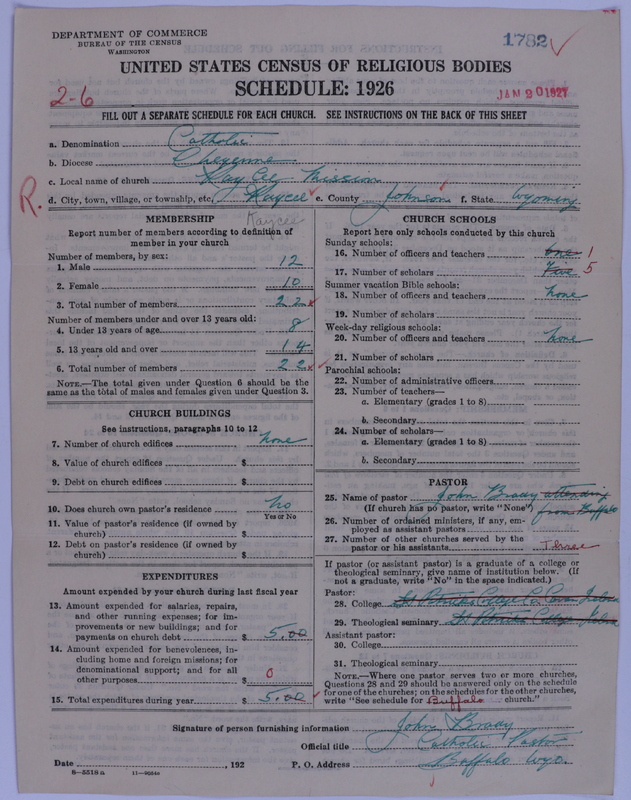 DEPARTMENT OF COMMERCE
BUREAU OF THE CENSUS
WASHINGTON
1782
UNITED STATES CENSUS OF RELIGIOUS BODIES
SCHEDULE: 1926
2-6
JAN 20 1927
FILL OUT A SEPARATE SCHEDULE FOR EACH CHURCH. SEE INSTRUCTIONS ON THE BACK OF THIS SHEET
a. Denomination Catholic
b. Diocese Cheyenne
c. Local name of church Kay Cee Mission
R.
d. City, town, village, or township, etc. Kaycee e. County Johnson f. State Wyoming
Kaycee
MEMBERSHIP
Report number of members according to definition of
member in your church
Number of members, by sex:
1. Male 12
2. Female 10
3. Total number of members 22
Number of members under and over 13 years old:
4. Under 13 years of age 8
5. 13 years old and over 14
6. Total number of members 22
NOTE.—The total given under Question 6 should be the
same as the total of males and females given under Question 3.
CHURCH BUILDINGS
See instructions, paragraphs 10 to 12
7. Number of church edifices none
8. Value of church edifices $
9. Debt on church edifices $
10. Does church own pastor's residence no
Yes or No
11. Value of pastor's residence (if owned by
church) $
12. Debt on pastor's residence (if owned by
church) $
EXPENDITURES
Amount expended by your church during last fiscal year
13. Amount expended for salaries, repairs,
and other running expenses; for im-
provements or new buildings; and for
payments on church debt $ 5.00
14. Amount expended for benevolences, in-
cluding home and foreign missions; for
denominational support; and for all
other purposes $ 0
15. Total expenditures during year $ 5.00
CHURCH SCHOOLS
Report here only schools conducted by this church
Sunday schools:
16. Number of officers and teachers one 1
17. Number of scholars Five 5
Summer vacation Bible schools:
18. Number of officers and teachers none
19. Number of scholars
Week-day religious schools:
20. Number of officers and teachers none
21. Number of scholars
Parochial schools:
22. Number of administrative officers
23. Number of teachers—
a. Elementary (grades 1 to 8)
b. Secondary
24. Number of scholars—
a. Elementary (grades 1 to 8)
b. Secondary
PASTOR
25. Name of pastor John Brady attending
(If church has no pastor, write "None") from Buffalo
26. Number of ordained ministers, if any, em-
ployed as assistant pastors
27. Number of other churches served by the
pastor or his assistants Three
If pastor (or assistant pastor) is a graduate of a college or
theological seminary, give name of institution below. (If
not a graduate, write "No" in the space indicated.)
Pastor:
28. College St Patricks College Co. Cavan
29. Theological seminary St Patricks College
Assistant pastor:
30. College
31. Theological seminary
NOTE.—Where one pastor serves two or more churches,
Questions 28 and 29 should be answered only on the schedule
for one of the churches; on the schedules for the other churches,
write "See schedule for Buffalo church."
Signature of person furnishing information John Brady
Official title Catholic Pastor
Date , 192 P. O. Address Buffalo Wyo.
8—5518 a